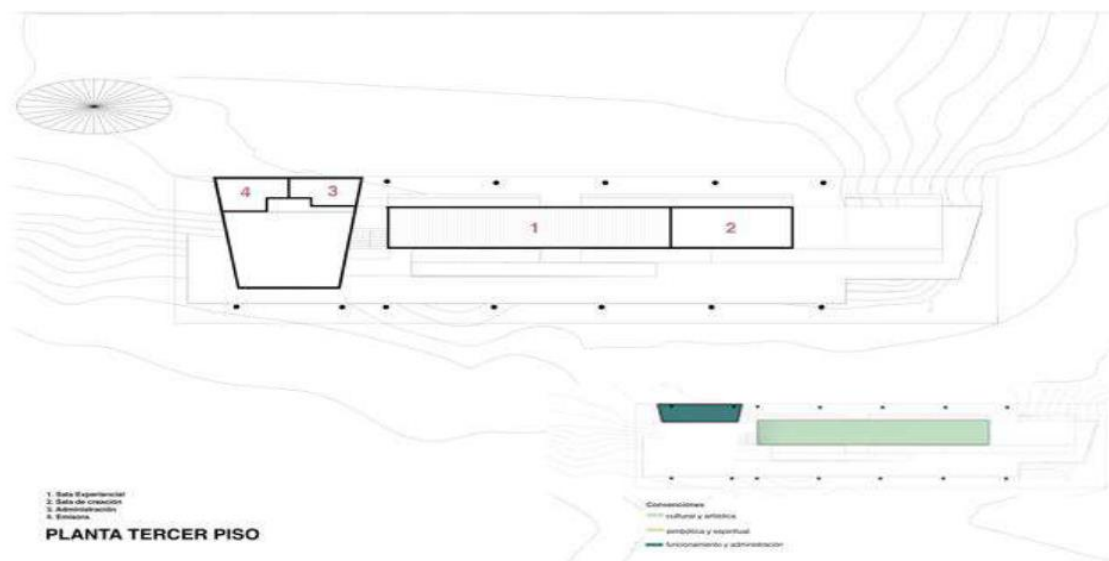 4
3
1
2
1. Sala Experiencial
2. Sala de creación
3. Administración
4. Emisora
PLANTA TERCER PISO
Convenciones
cultural y artística
simbólica y espiritual
funcionamiento y administración